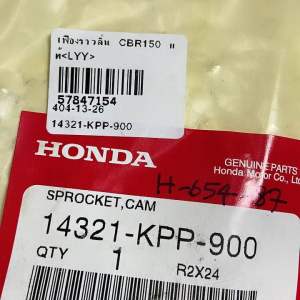 เฟืองราวลิ้น CBR150 แ
ท้<LYY>
57847154
404-13-26
14321-KPP-900
HONDA
GENUINE PARTS
Honda Motor Co., Ltd.
H-654-87
SPROCKET,CAM
14321-KPP-900
QTY 1 R2X24